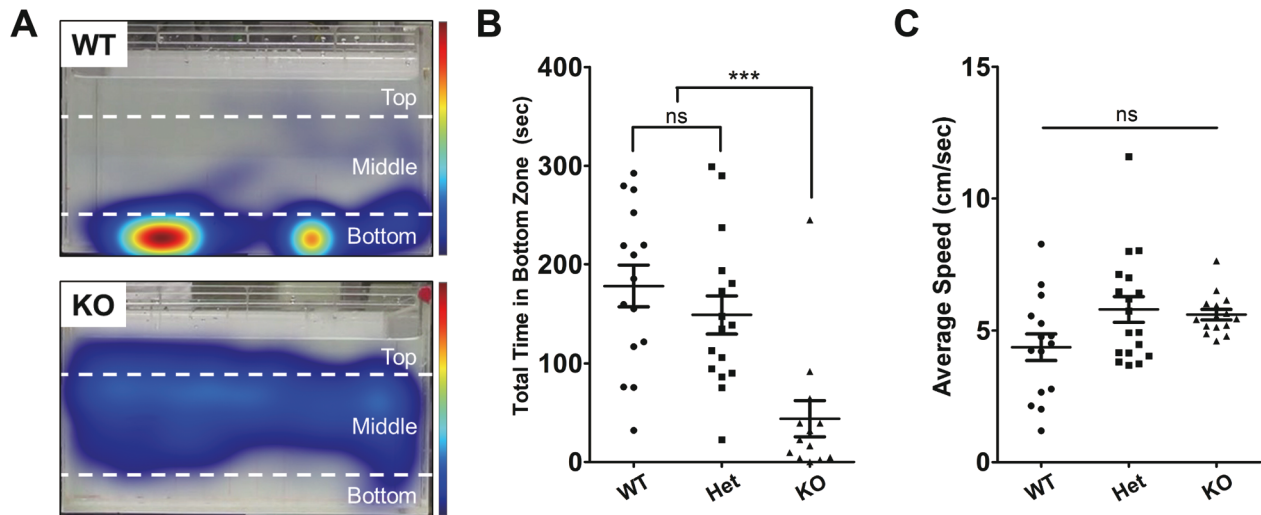 A
WT
Top
Middle
Bottom
KO
Top
Middle
Bottom
B
Total Time in Bottom Zone (sec)
400
300
200
100
0
ns
***
WT
Het
KO
C
Average Speed (cm/sec)
15
10
5
0
ns
WT
Het
KO